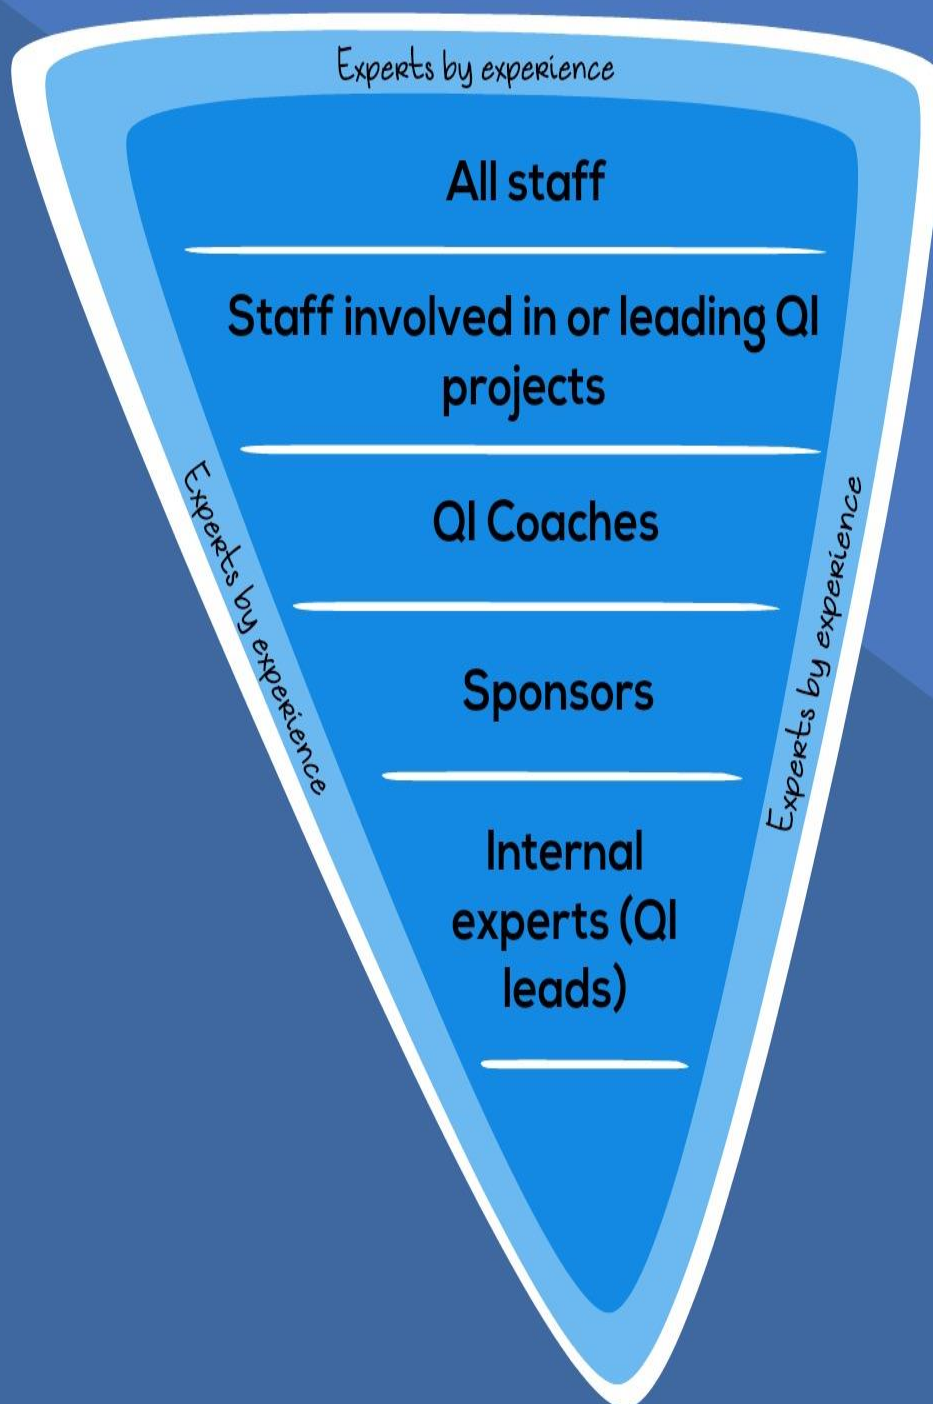 Experts by experience
All staff
Staff involved in or leading QI
projects
QI Coaches
Experts by experience
Experts by experience
Sponsors
Internal
experts (QI
leads)